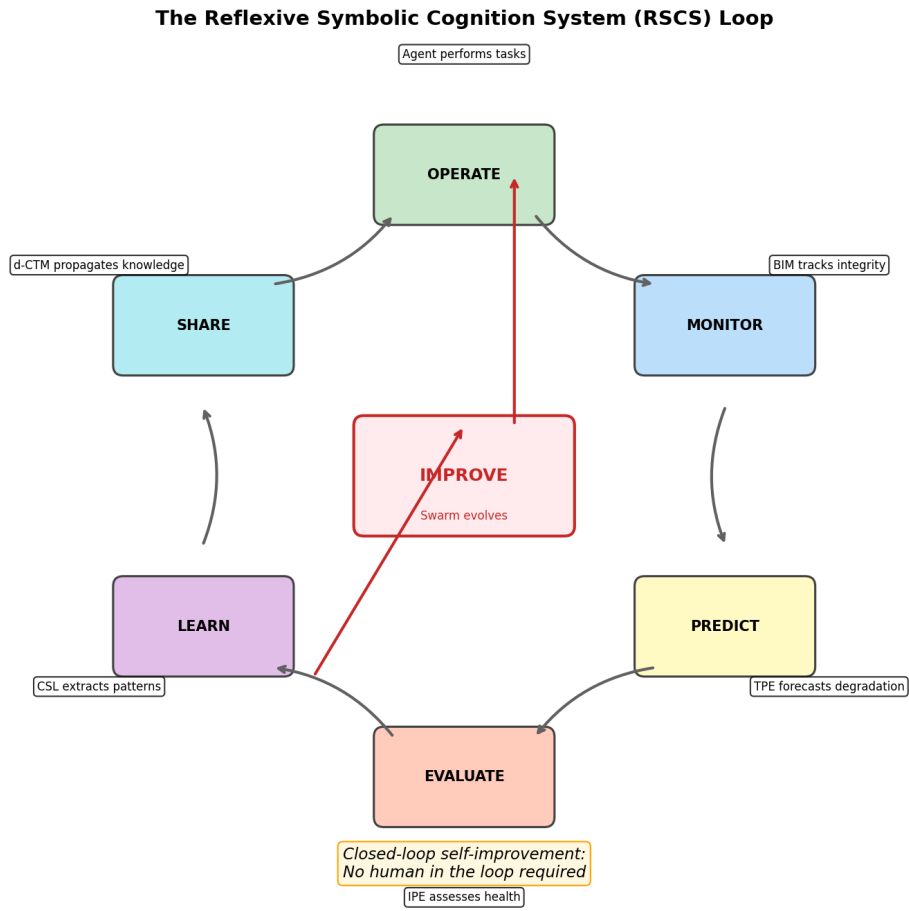 The Reflexive Symbolic Cognition System (RSCS) Loop
Agent performs tasks
OPERATE
d-CTM propagates knowledge
BIM tracks integrity
SHARE
MONITOR
IMPROVE
Swarm evolves
LEARN
PREDICT
CSL extracts patterns
TPE forecasts degradation
EVALUATE
Closed-loop self-improvement:
No human in the loop required
IPE assesses health